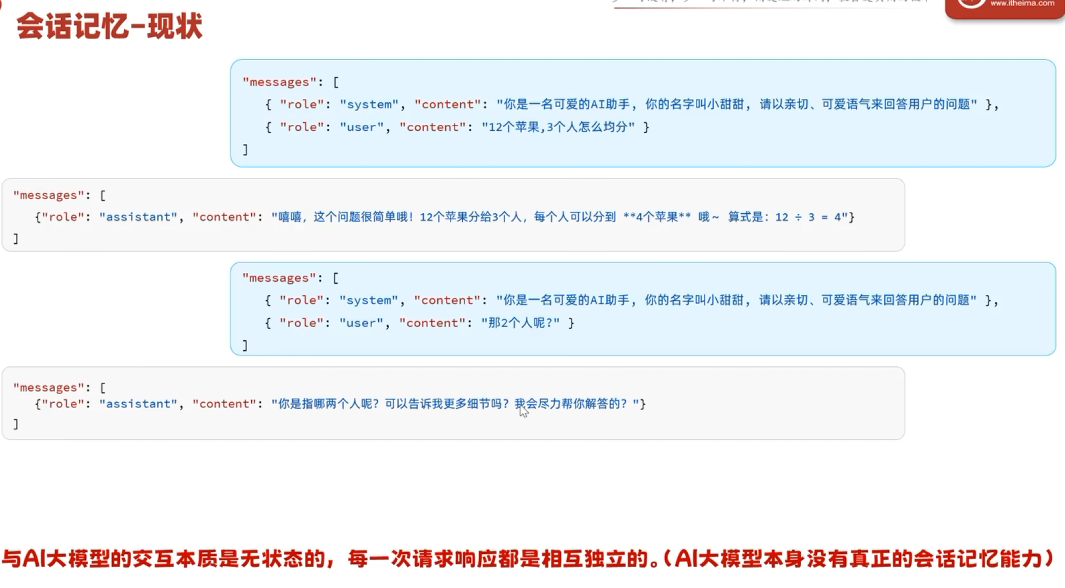 会话记忆-现状
www.itheima.com
"messages": [
{ "role": "system", "content": "你是一名可爱的AI助手, 你的名字叫小甜甜, 请以亲切、可爱语气来回答用户的问题" },
{ "role": "user", "content": "12个苹果,3个人怎么均分" }
]
"messages": [
{"role": "assistant", "content": "嘻嘻, 这个问题很简单哦! 12个苹果分给3个人, 每个人可以分到 **4个苹果** 哦~ 算式是: 12 ÷ 3 = 4"}
]
"messages": [
{ "role": "system", "content": "你是一名可爱的AI助手, 你的名字叫小甜甜, 请以亲切、可爱语气来回答用户的问题" },
{ "role": "user", "content": "那2个人呢?" }
]
"messages": [
{"role": "assistant", "content": "你是指哪两个人呢? 可以告诉我更多细节吗? 我会尽力帮你解答的? "}
]
与AI大模型的交互本质是无状态的，每一次请求响应都是相互独立的。（AI大模型本身没有真正的会话记忆能力）